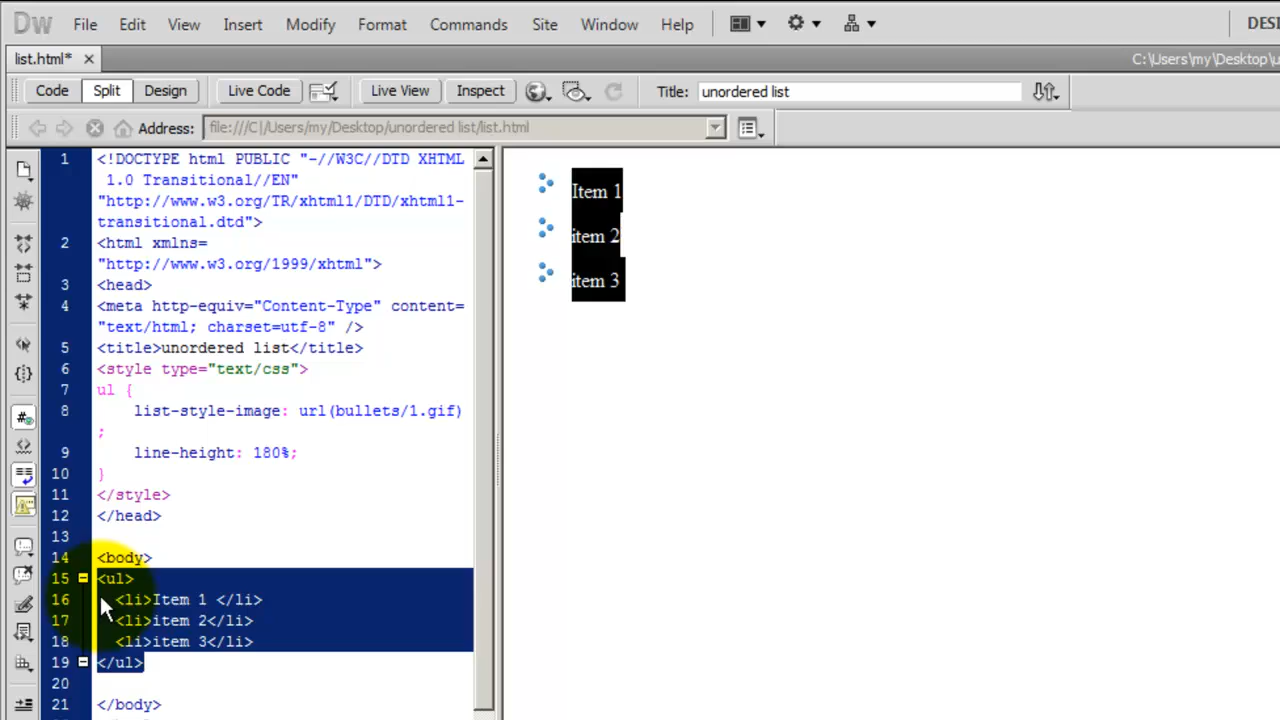 Dw File Edit View Insert Modify Format Commands Site Window Help DESI
list.html* C:\Users\my\Desktop\u
Code Split Design Live Code Live View Inspect Title: unordered list
Address: file:///C|/Users/my/Desktop/unordered list/list.html
1 <!DOCTYPE html PUBLIC "-//W3C//DTD XHTML
1.0 Transitional//EN"
"http://www.w3.org/TR/xhtml1/DTD/xhtml1-
transitional.dtd">
2 <html xmlns=
"http://www.w3.org/1999/xhtml">
3 <head>
4 <meta http-equiv="Content-Type" content=
"text/html; charset=utf-8" />
5 <title>unordered list</title>
6 <style type="text/css">
7 ul {
8 list-style-image: url(bullets/1.gif)
;
9 line-height: 180%;
10 }
11 </style>
12 </head>
13
14 <body>
15 <ul>
16 <li>Item 1 </li>
17 <li>item 2</li>
18 <li>item 3</li>
19 </ul>
20
21 </body>
Item 1
item 2
item 3